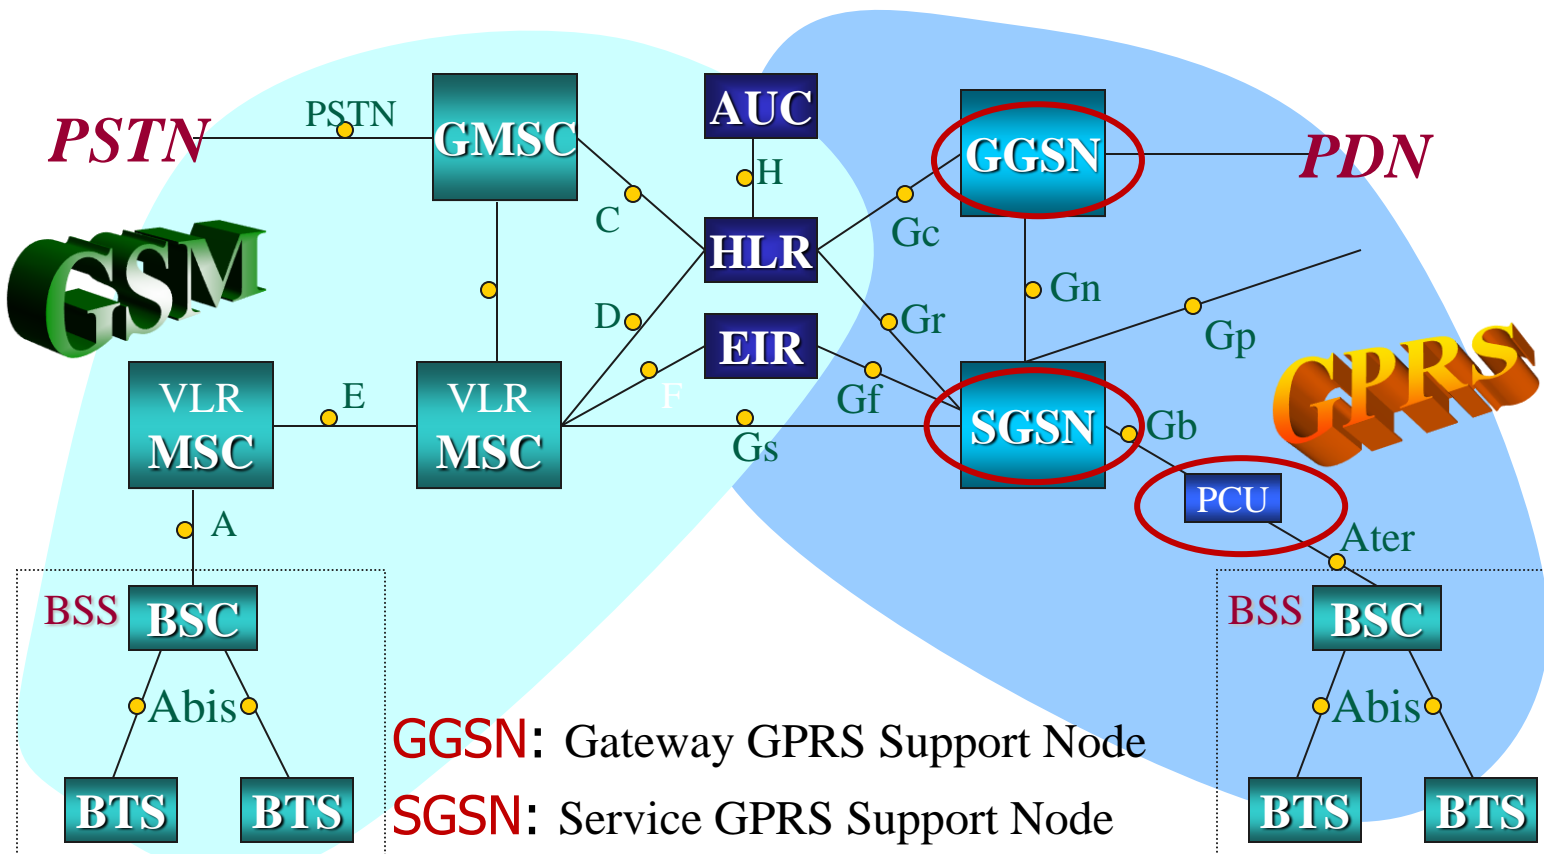 PSTN
PSTN
GMSC
AUC
GGSN
PDN
H
C
HLR
Gc
GSM
D
Gr
Gn
Gp
EIR
GPRS
VLR
MSC
E
VLR
MSC
F
Gf
Gs
SGSN
Gb
PCU
A
Ater
BSS
BSC
BSS
BSC
Abis
Abis
GGSN: Gateway GPRS Support Node
BTS
BTS
SGSN: Service GPRS Support Node
BTS
BTS